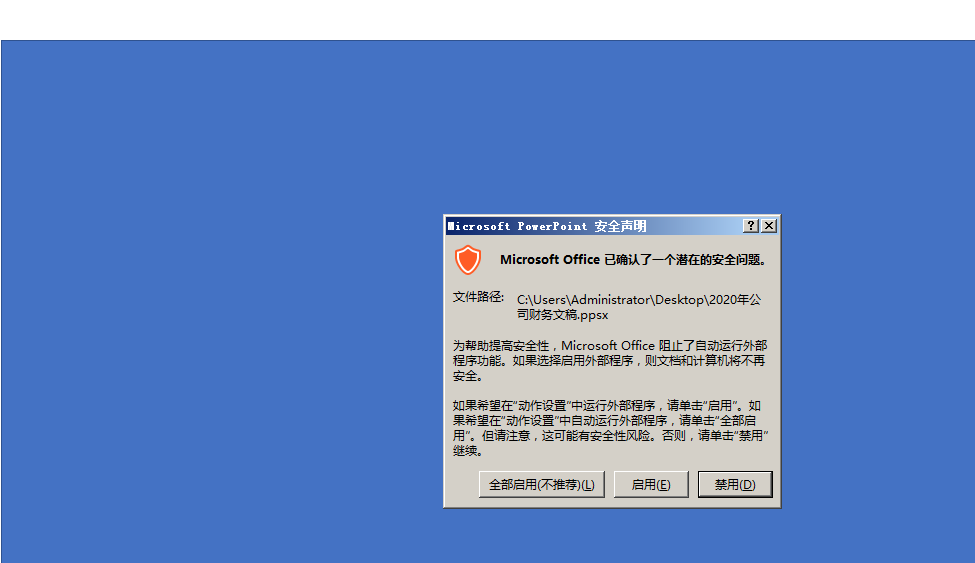 Microsoft PowerPoint 安全声明
Microsoft Office 已确认了一个潜在的安全问题。
文件路径: C:\Users\Administrator\Desktop\2020年公
司财务文稿.ppsx
为帮助提高安全性，Microsoft Office 阻止了自动运行外部
程序功能。如果选择启用外部程序，则文档和计算机将不再
安全。
如果希望在“动作设置”中运行外部程序，请单击“启用”。如
果希望在“动作设置”中自动运行外部程序，请单击“全部启
用”。但请注意，这可能有安全性风险。否则，请单击“禁用”
继续。
全部启用(不推荐)(L) 启用(E) 禁用(D)